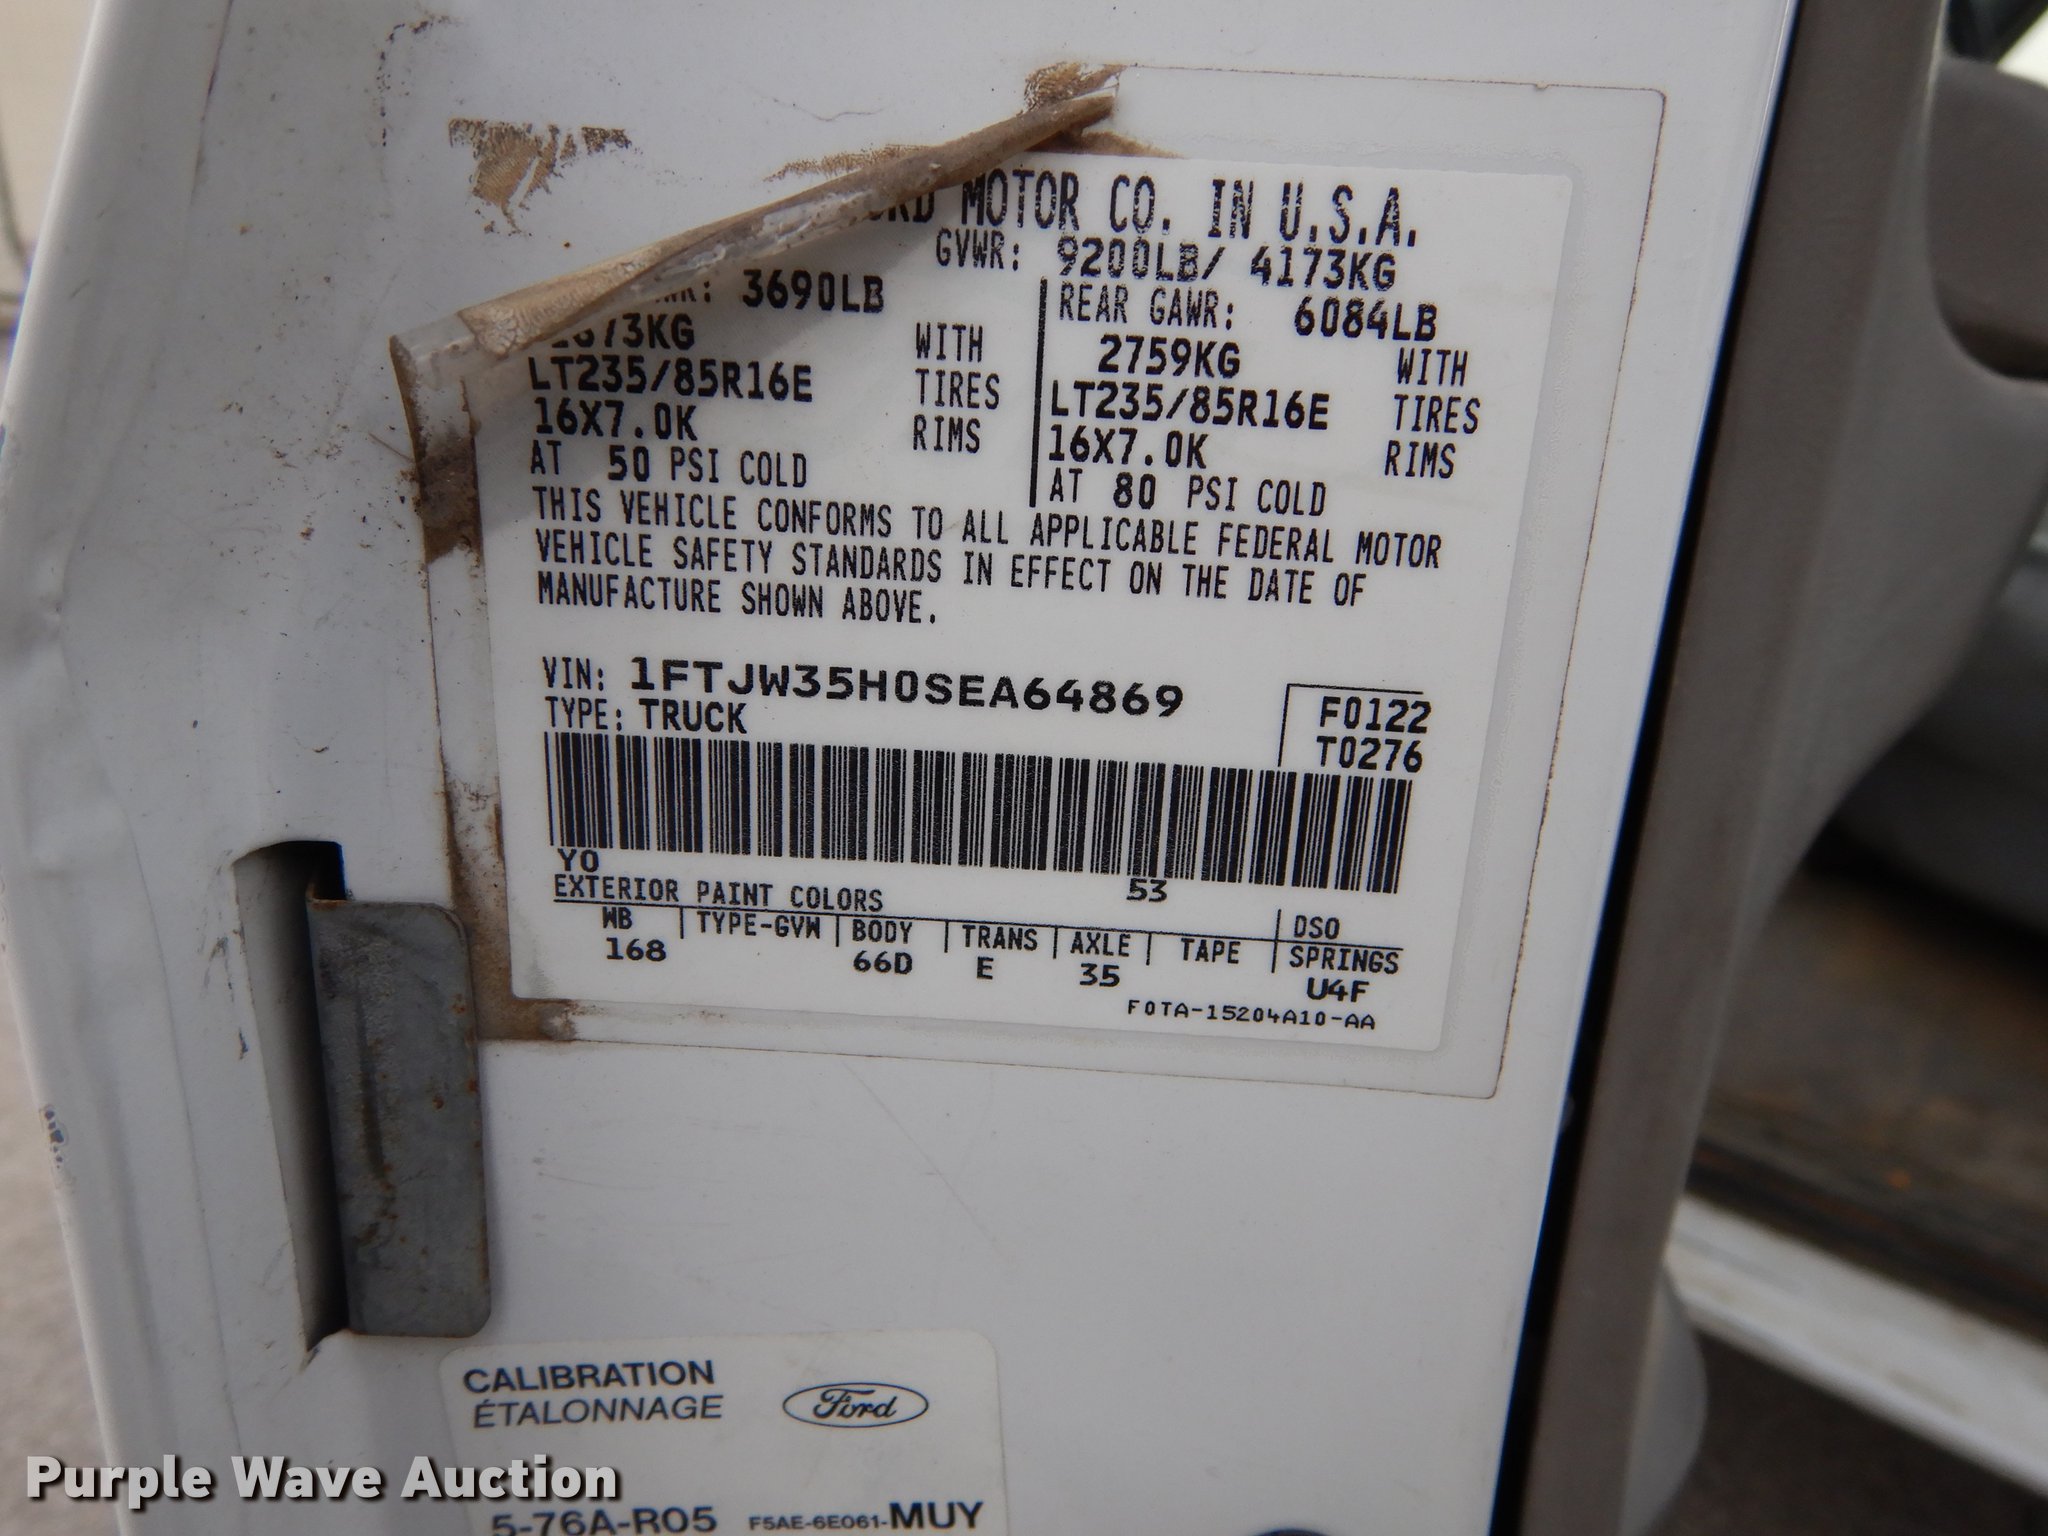 MOTOR CO. IN U.S.A.
GVWR: 9200LB/ 4173KG
3690LB
LT235/85R16E
16X7.0K
AT 50 PSI COLD
WITH
TIRES
RIMS
REAR GAWR: 6084LB
2759KG WITH
LT235/85R16E TIRES
16X7.0K RIMS
AT 80 PSI COLD
THIS VEHICLE CONFORMS TO ALL APPLICABLE FEDERAL MOTOR
VEHICLE SAFETY STANDARDS IN EFFECT ON THE DATE OF
MANUFACTURE SHOWN ABOVE.
VIN: 1FTJW35H0SEA64869
TYPE: TRUCK
F0122
T0276
YO
EXTERIOR PAINT COLORS 53 DSO
WB TYPE-GVW BODY TRANS AXLE TAPE SPRINGS
168 66D E 35 U4F
F0TA-15204A10-AA
CALIBRATION
ÉTALONNAGE
Ford
5-76A-R05 F5AE-6E061-MUY
Purple Wave Auction